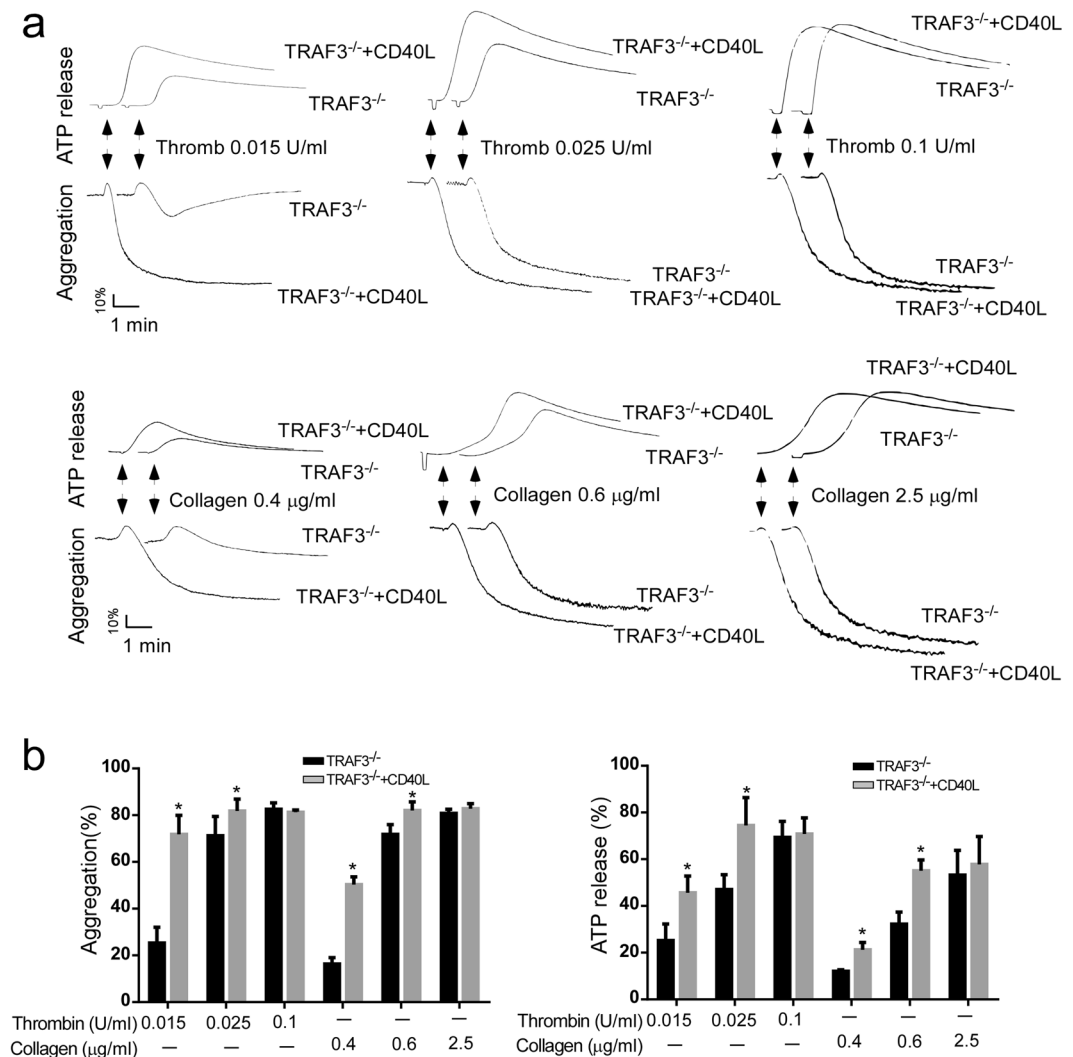 a
ATP release
TRAF3-/-+CD40L
TRAF3-/-
Thromb 0.015 U/ml
TRAF3-/-+CD40L
TRAF3-/-
Thromb 0.025 U/ml
TRAF3-/-+CD40L
TRAF3-/-
Thromb 0.1 U/ml
Aggregation
TRAF3-/-
TRAF3-/-+CD40L
TRAF3-/-
TRAF3-/-+CD40L
TRAF3-/-
TRAF3-/-+CD40L
10%
1 min
ATP release
TRAF3-/-+CD40L
TRAF3-/-
Collagen 0.4 μg/ml
TRAF3-/-+CD40L
TRAF3-/-
Collagen 0.6 μg/ml
TRAF3-/-+CD40L
TRAF3-/-
Collagen 2.5 μg/ml
Aggregation
TRAF3-/-
TRAF3-/-+CD40L
TRAF3-/-
TRAF3-/-+CD40L
TRAF3-/-
TRAF3-/-+CD40L
10%
1 min
b
Aggregation(%)
100
80
60
40
20
0
TRAF3-/-
TRAF3-/-+CD40L
* * * *
Thrombin (U/ml) 0.015 0.025 0.1 — — —
Collagen (μg/ml) — — — 0.4 0.6 2.5
ATP release (%)
100
80
60
40
20
0
TRAF3-/-
TRAF3-/-+CD40L
* * * *
Thrombin (U/ml) 0.015 0.025 0.1 — — —
Collagen (μg/ml) — — — 0.4 0.6 2.5